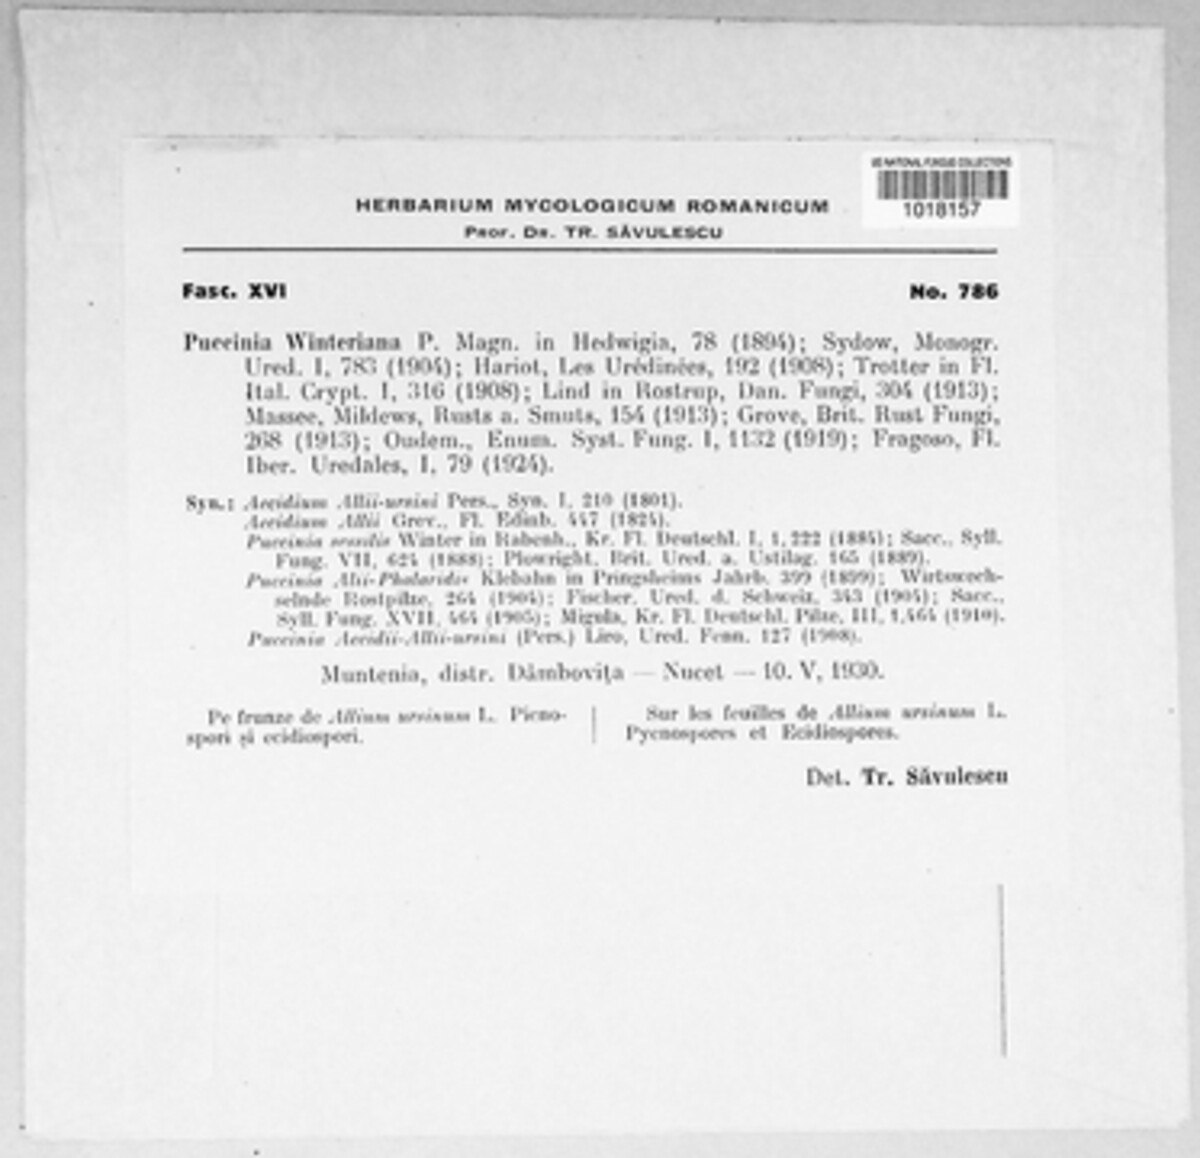 US NATIONAL FUNGUS COLLECTIONS
1018157
HERBARIUM MYCOLOGICUM ROMANICUM
PROF. DR. TR. SĂVULESCU
Fasc. XVI No. 786
Puccinia Winteriana P. Magn. in Hedwigia, 78 (1894); Sydow, Monogr.
Ured. I, 783 (1904); Hariot, Les Urédinées, 192 (1908); Trotter in Fl.
Ital. Crypt. I, 316 (1908); Lind in Rostrup, Dan. Fungi, 304 (1913);
Massee, Mildews, Rusts a. Smuts, 154 (1913); Grove, Brit. Rust Fungi,
268 (1913); Oudem., Enum. Syst. Fung. I, 1132 (1919); Fragoso, Fl.
Iber. Uredales, I, 79 (1924).
Syn.: Aecidium Allii-ursini Pers., Syn. I, 210 (1801).
Aecidium Allii Grev., Fl. Edinb. 447 (1824).
Puccinia sessilis Winter in Rabenh., Kr. Fl. Deutschl. I, 1, 222 (1884); Sacc., Syll.
Fung. VII, 624 (1888); Plowright, Brit. Ured. a. Ustilag. 165 (1889).
Puccinia Alii-Phalaridis Klebahn in Pringsheims Jahrb. 399 (1899); Wirtswech-
selnde Rostpilze, 264 (1904); Fischer, Ured. d. Schweiz, 343 (1904); Sacc.,
Syll. Fung. XVII, 464 (1905); Migula, Kr. Fl. Deutschl. Pilze, III, 1,464 (1910).
Puccinia Aecidii-Allii-ursini (Pers.) Liro, Ured. Fenn. 127 (1908).
Muntenia, distr. Dâmbovița — Nucet — 10. V, 1930.
Pe frunze de Allium ursinum L. Picno-
spori și ecidiospori.
Sur les feuilles de Allium ursinum L.
Pycnospores et Ecidiospores.
Det. Tr. Săvulescu